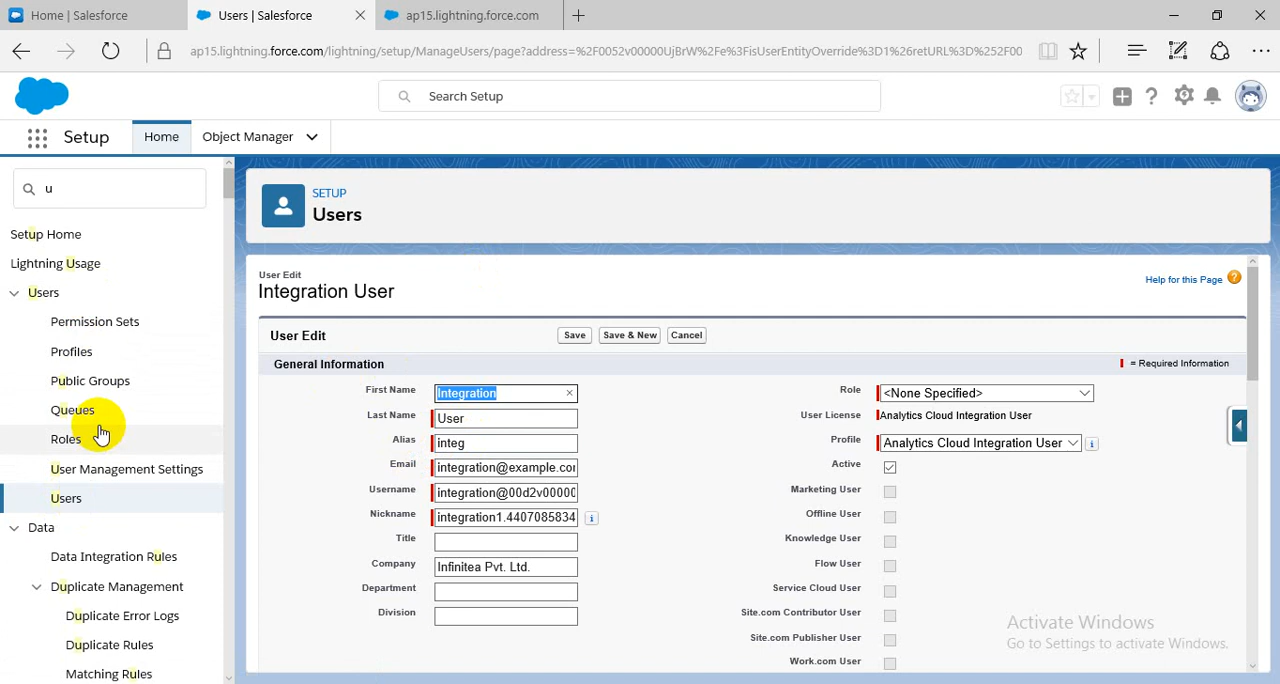 Home | Salesforce
Users | Salesforce
ap15.lightning.force.com
ap15.lightning.force.com/lightning/setup/ManageUsers/page?address=%2F0052v00000UjBrW%2Fe%3FisUserEntityOverride%3D1%26retURL%3D%252F00
Search Setup
Setup
Home
Object Manager
u
Setup Home
Lightning Usage
Users
Permission Sets
Profiles
Public Groups
Queues
Roles
User Management Settings
Users
Data
Data Integration Rules
Duplicate Management
Duplicate Error Logs
Duplicate Rules
Matching Rules
SETUP
Users
User Edit
Integration User
Help for this Page
User Edit
Save
Save & New
Cancel
General Information
= Required Information
First Name Integration
Last Name User
Alias integ
Email integration@example.cor
Username integration@00d2v00000
Nickname integration1.4407085834
Title
Company Infinitea Pvt. Ltd.
Department
Division
Role <None Specified>
User License Analytics Cloud Integration User
Profile Analytics Cloud Integration User
Active
Marketing User
Offline User
Knowledge User
Flow User
Service Cloud User
Site.com Contributor User
Site.com Publisher User
Work.com User
Activate Windows
Go to Settings to activate Windows.